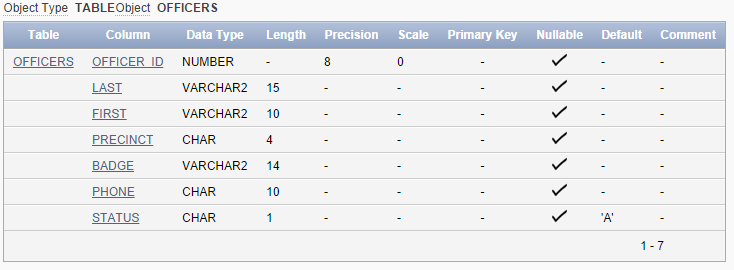 Object Type TABLE Object OFFICERS
Table Column Data Type Length Precision Scale Primary Key Nullable Default Comment
OFFICERS OFFICER_ID NUMBER - 8 0 - ✓ - -
LAST VARCHAR2 15 - - - ✓ - -
FIRST VARCHAR2 10 - - - ✓ - -
PRECINCT CHAR 4 - - - ✓ - -
BADGE VARCHAR2 14 - - - ✓ - -
PHONE CHAR 10 - - - ✓ - -
STATUS CHAR 1 - - - ✓ 'A' -
1 - 7